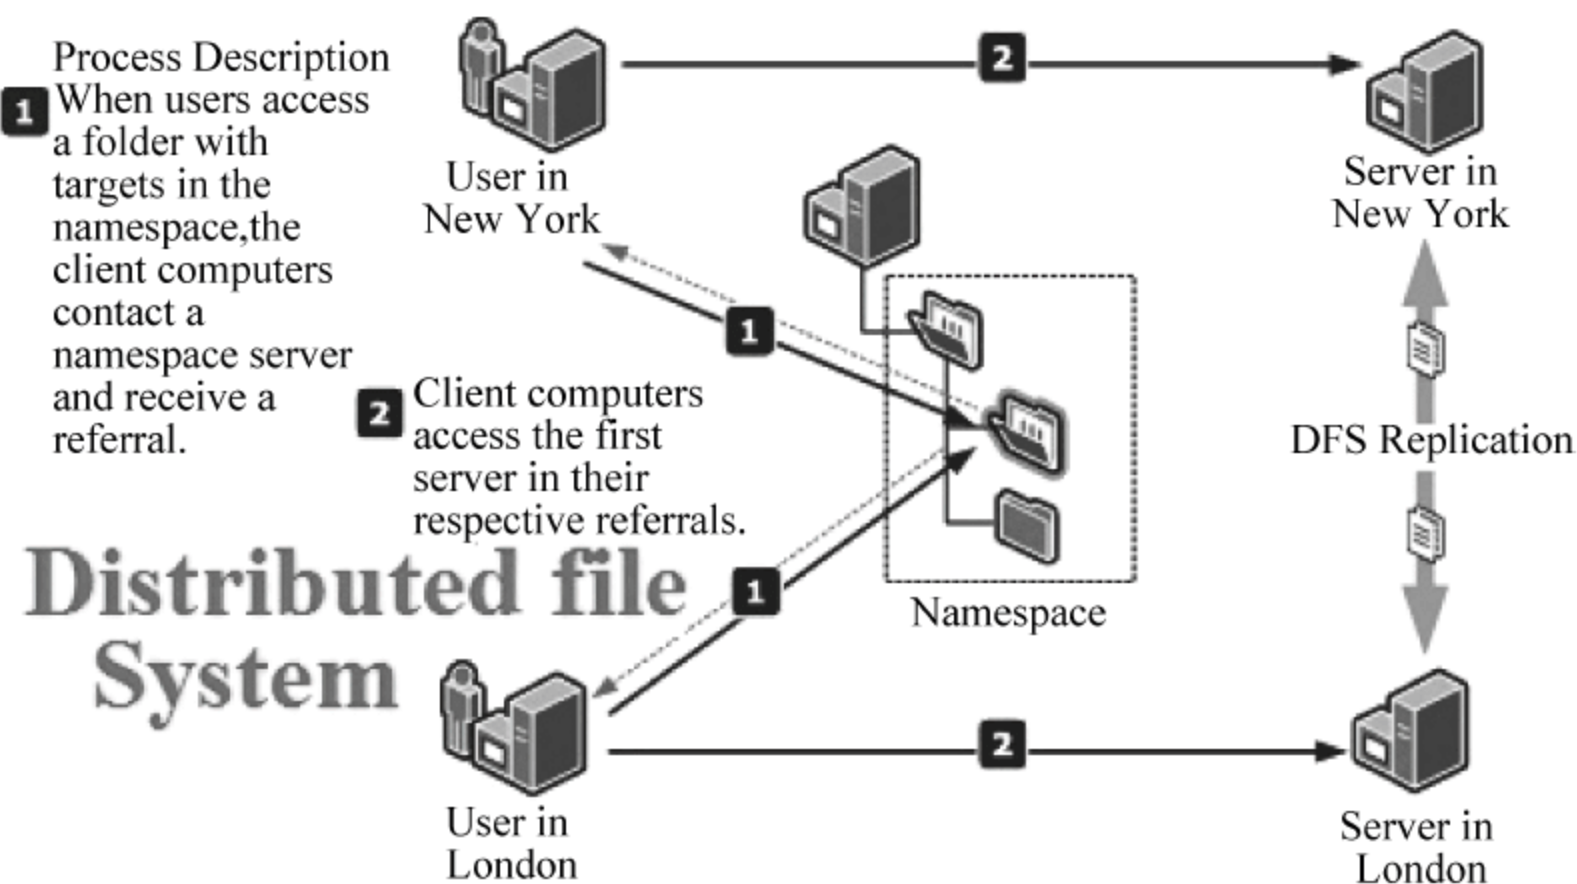 Process Description
1 When users access
a folder with
targets in the
namespace,the
client computers
contact a
namespace server
and receive a
referral.
2 Client computers
access the first
server in their
respective referrals.
Distributed file
System
User in
New York
2
Server in
New York
1
Namespace
DFS Replication
1
User in
London
2
Server in
London